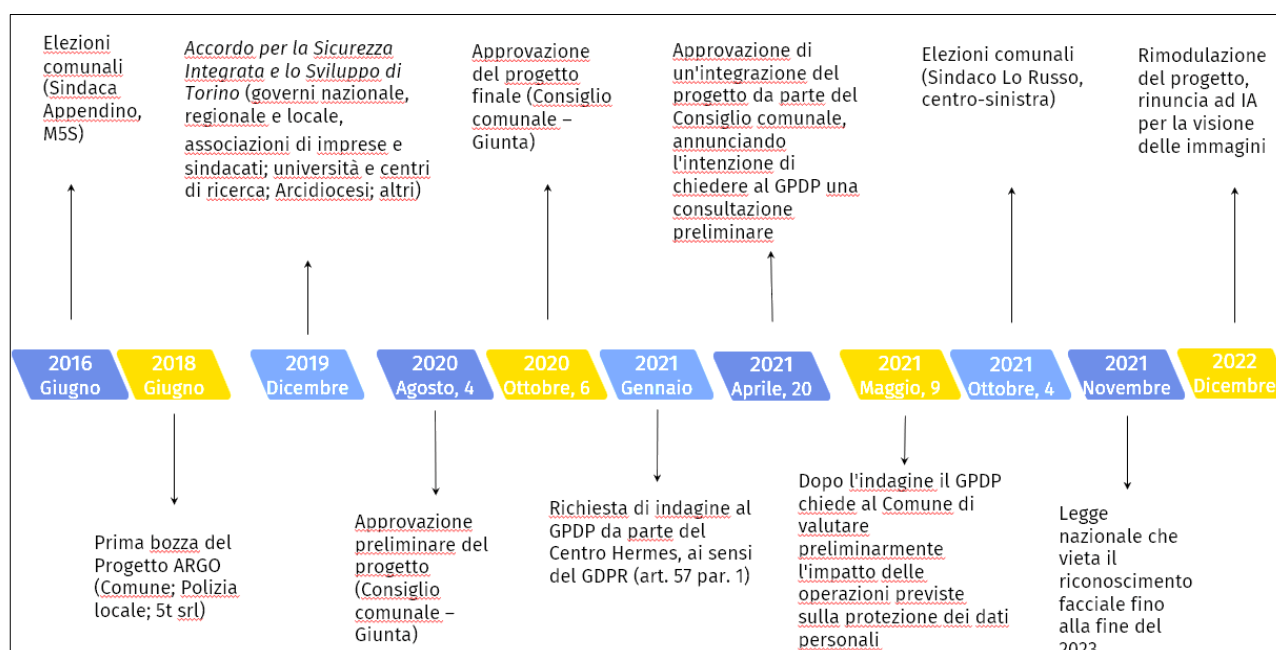 Elezioni
comunali
(Sindaca
Appendino,
M5S)
Accordo per la Sicurezza
Integrata e lo Sviluppo di
Torino (governi nazionale,
regionale e locale,
associazioni di imprese e
sindacati; università e centri
di ricerca; Arcidiocesi; altri)
Approvazione
del progetto
finale (Consiglio
comunale –
Giunta)
Approvazione di
un'integrazione del
progetto da parte del
Consiglio comunale,
annunciando
l'intenzione di
chiedere al GPDP una
consultazione
preliminare
Elezioni comunali
(Sindaco Lo Russo,
centro-sinistra)
Rimodulazione
del progetto,
rinuncia ad IA
per la visione
delle immagini
2016
Giugno
2018
Giugno
2019
Dicembre
2020
Agosto, 4
2020
Ottobre, 6
2021
Gennaio
2021
Aprile, 20
2021
Maggio, 9
2021
Ottobre, 4
2021
Novembre
2022
Dicembre
Prima bozza del
Progetto ARGO
(Comune; Polizia
locale; 5t srl)
Approvazione
preliminare del
progetto
(Consiglio
comunale –
Giunta)
Richiesta di indagine al
GPDP da parte del
Centro Hermes, ai sensi
del GDPR (art. 57 par. 1)
Dopo l'indagine il GPDP
chiede al Comune di
valutare
preliminarmente
l'impatto delle
operazioni previste
sulla protezione dei dati
personali
Legge
nazionale che
vieta il
riconoscimento
facciale fino
alla fine del
2023